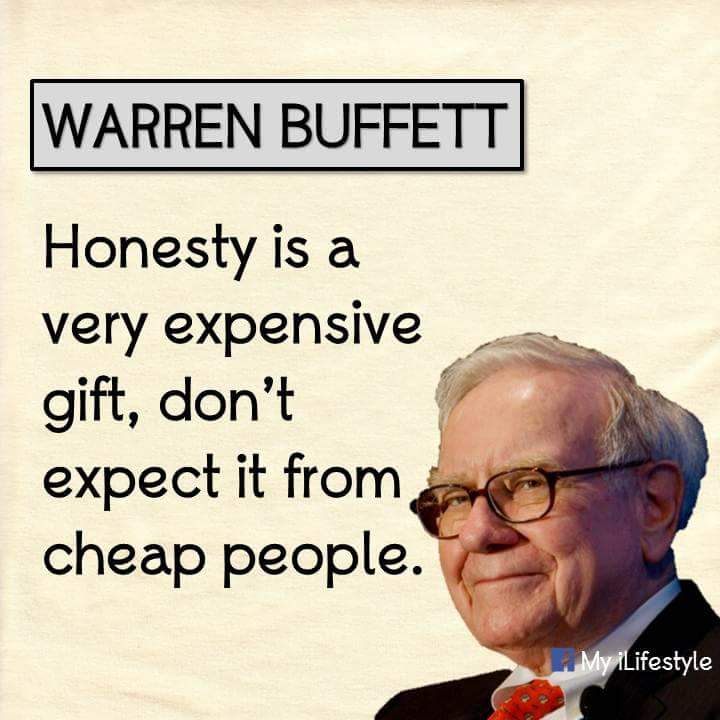 WARREN BUFFETT
Honesty is a
very expensive
gift, don't
expect it from
cheap people.
My iLifestyle